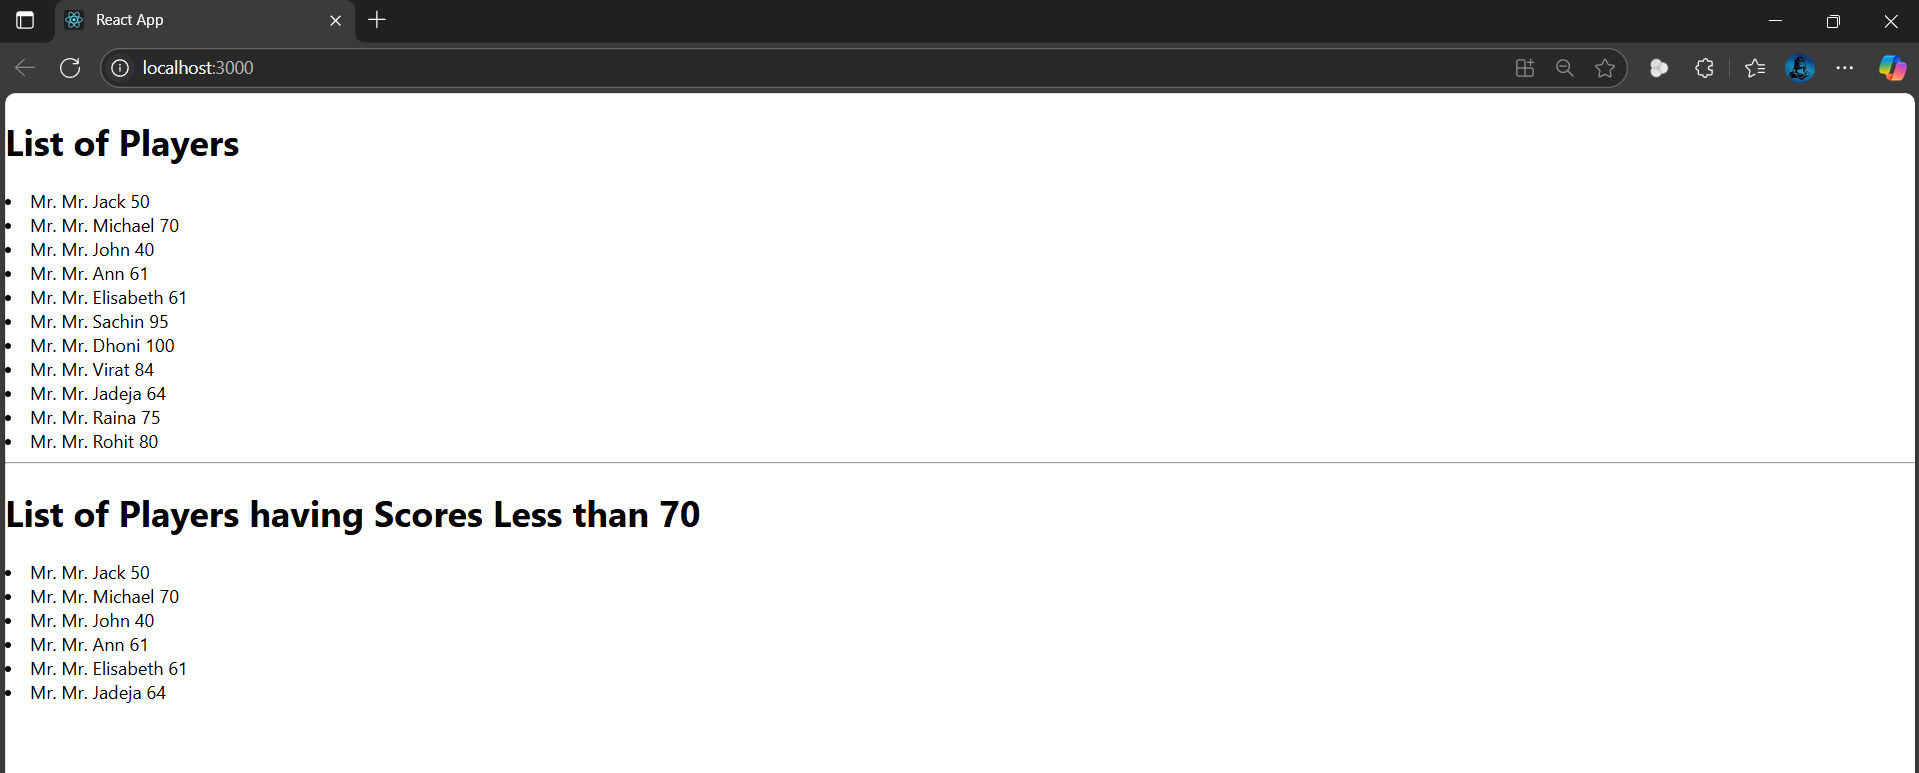 React App
localhost:3000
List of Players
Mr. Mr. Jack 50
Mr. Mr. Michael 70
Mr. Mr. John 40
Mr. Mr. Ann 61
Mr. Mr. Elisabeth 61
Mr. Mr. Sachin 95
Mr. Mr. Dhoni 100
Mr. Mr. Virat 84
Mr. Mr. Jadeja 64
Mr. Mr. Raina 75
Mr. Mr. Rohit 80
List of Players having Scores Less than 70
Mr. Mr. Jack 50
Mr. Mr. Michael 70
Mr. Mr. John 40
Mr. Mr. Ann 61
Mr. Mr. Elisabeth 61
Mr. Mr. Jadeja 64